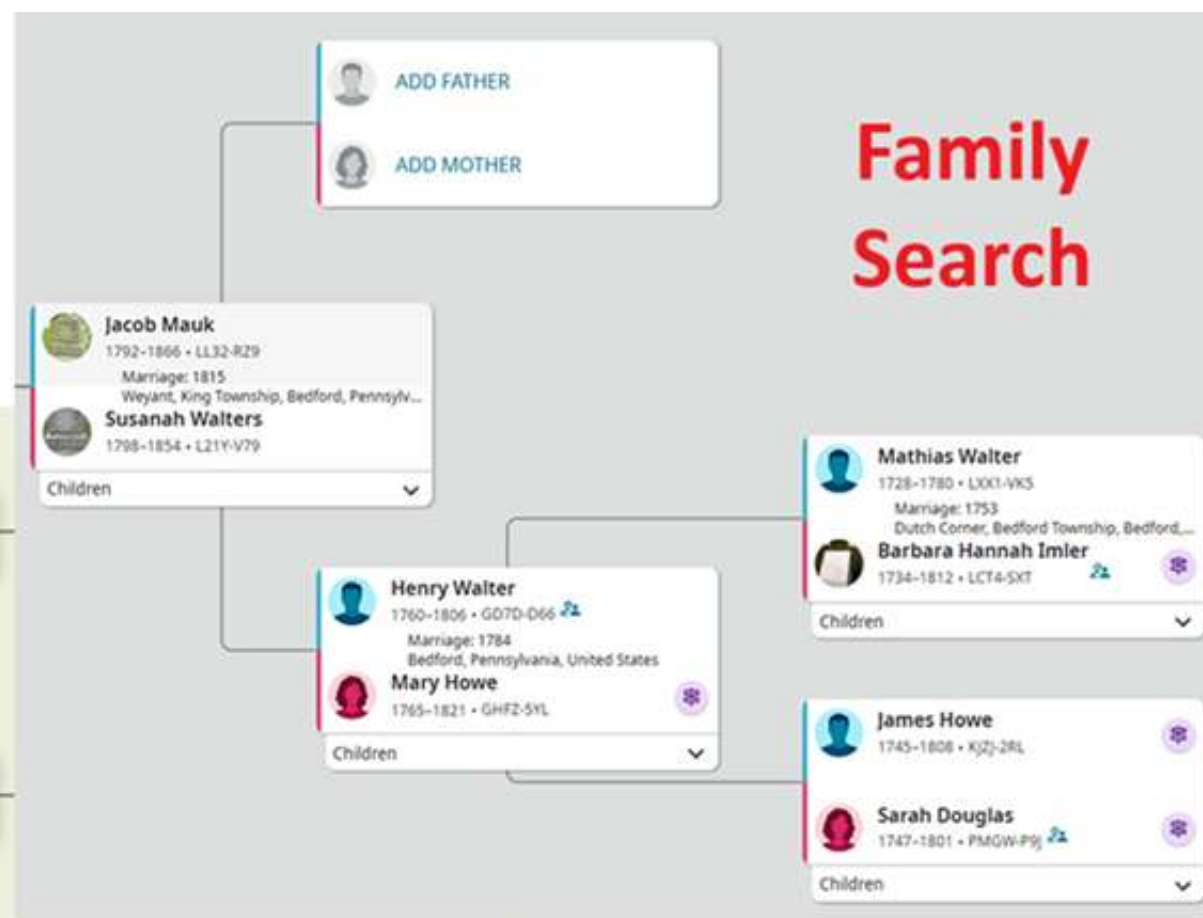 ADD FATHER
ADD MOTHER
Family
Search
Jacob Mauk
1792–1866 • LL32-RZ9
Marriage: 1815
Weyant, King Township, Bedford, Pennsylv...
Susanah Walters
1798–1854 • L21Y-V79
Children
Henry Walter
1760–1806 • GD7D-D66
Marriage: 1784
Bedford, Pennsylvania, United States
Mary Howe
1765–1821 • GHFZ-5YL
Children
Mathias Walter
1728–1780 • LXX1-VK5
Marriage: 1753
Dutch Corner, Bedford Township, Bedford,...
Barbara Hannah Imler
1734–1812 • LCT4-SXT
Children
James Howe
1745–1808 • KJZJ-2RL
Sarah Douglas
1747–1801 • PMGW-P9J
Children